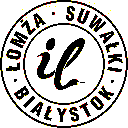 ŁOMŻA · SUWAŁKI ·
BIAŁYSTOK ·
il